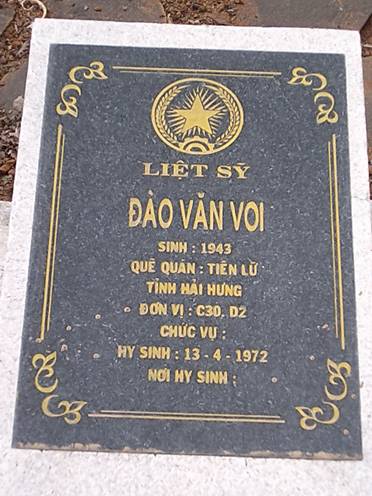 LIỆT SỸ
ĐÀO VĂN VOI
SINH : 1943
QUÊ QUÁN : TIÊN LỮ
TỈNH HẢI HƯNG
ĐƠN VỊ : C30, D2
CHỨC VỤ :
HY SINH : 13 - 4 - 1972
NƠI HY SINH :